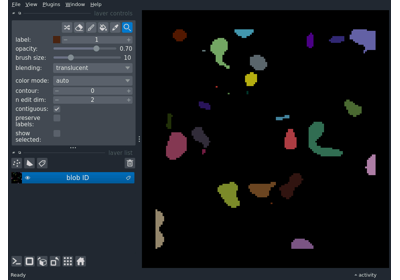 File View Plugins Window Help
layer controls
label: 1
opacity: 0.70
brush size: 10
blending: translucent
color mode: auto
contour: 0
n edit dim: 2
contiguous:
preserve
labels:
show
selected:
layer list
blob ID
Ready activity